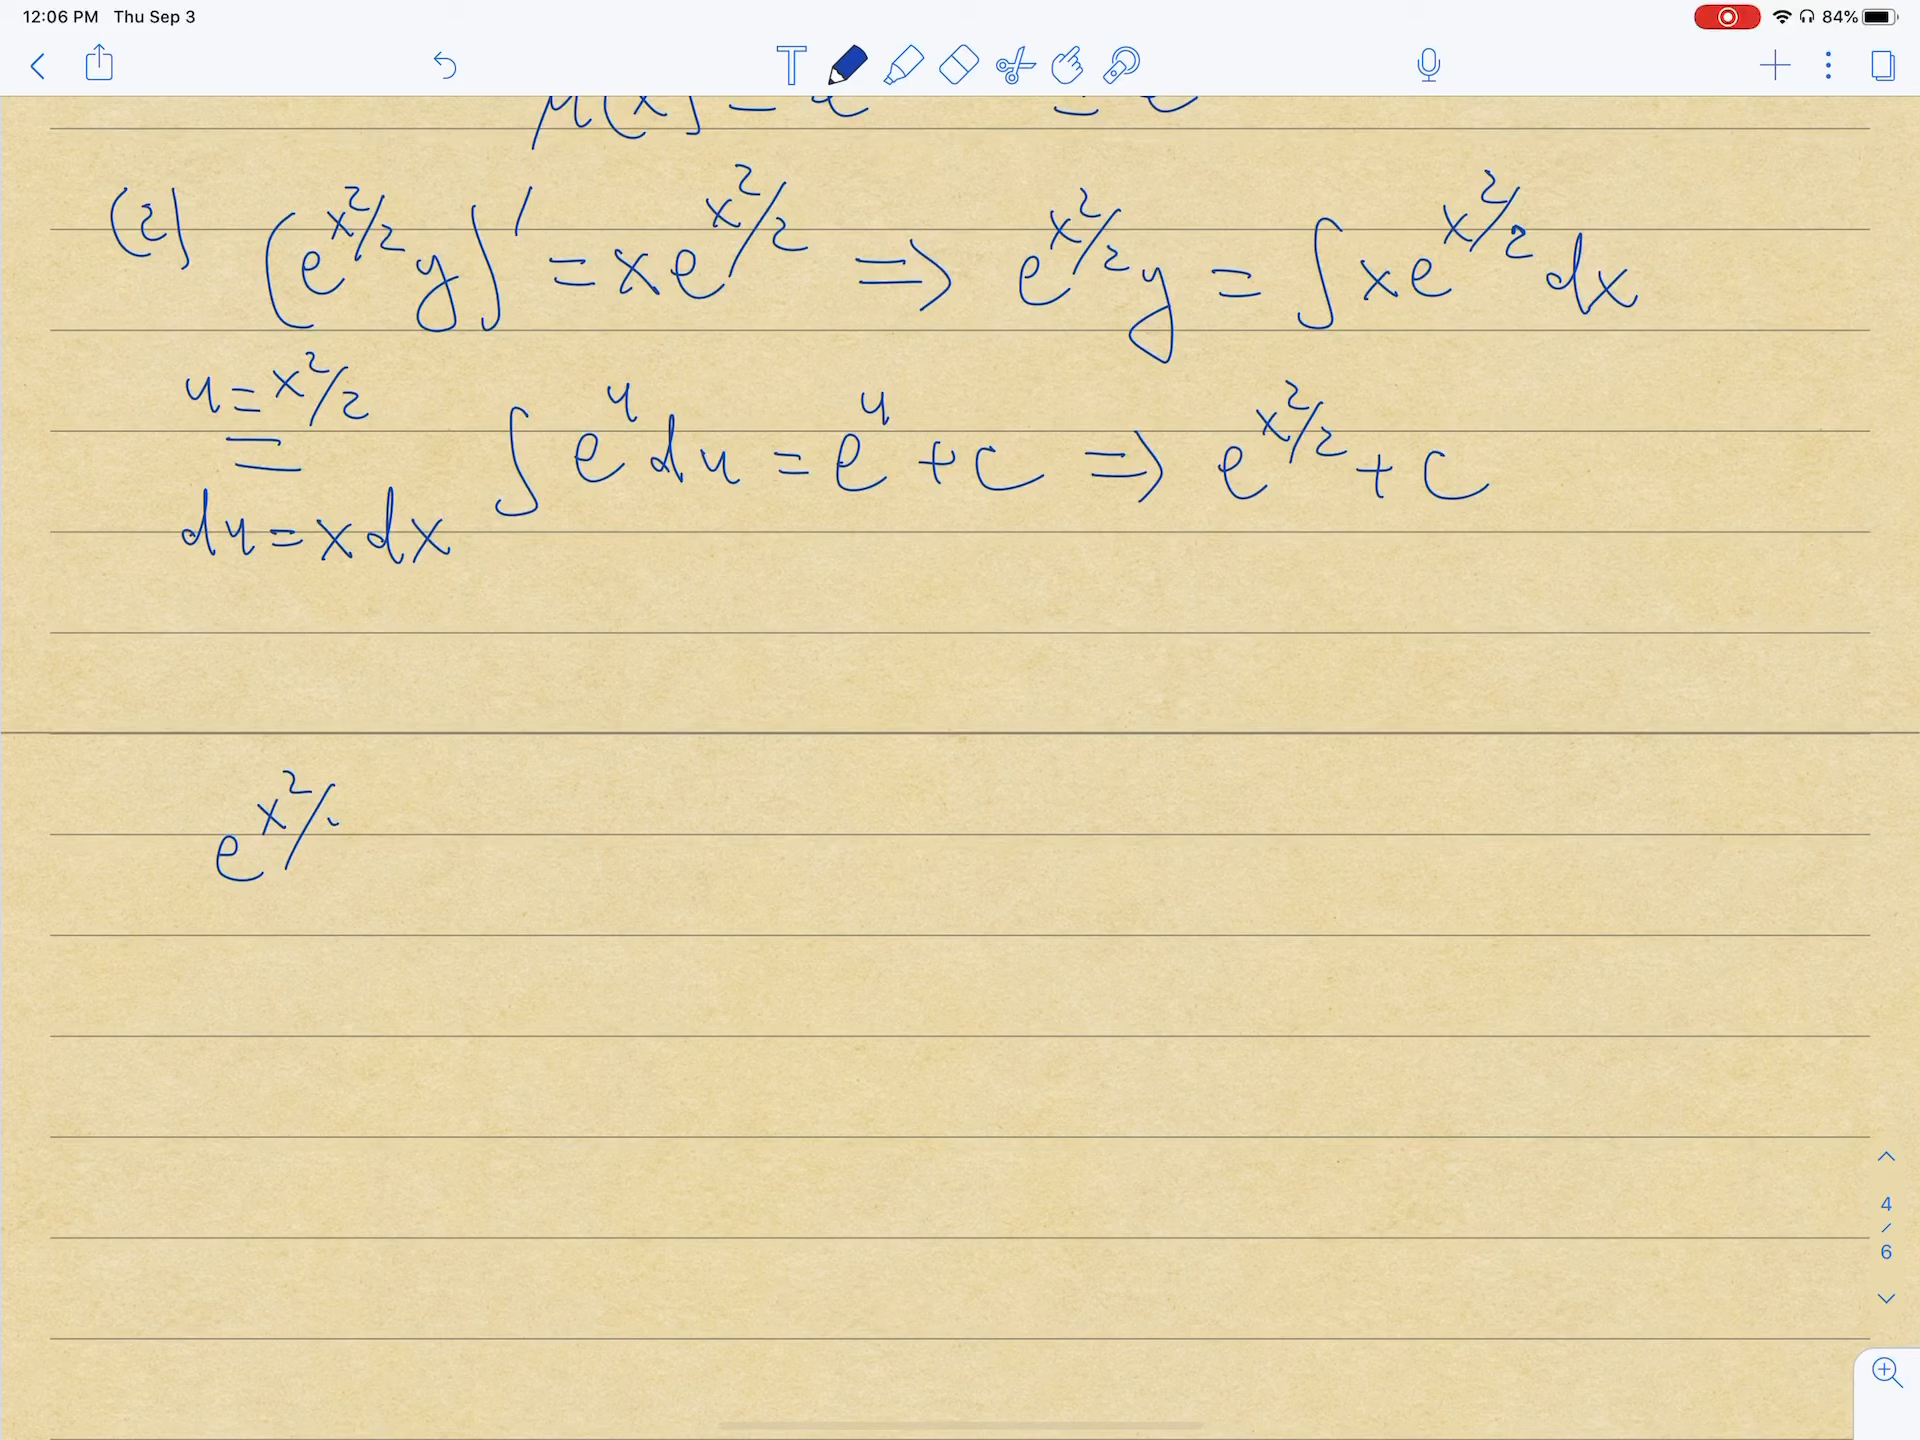 12:06 PM Thu Sep 3 84%
μ(x) = e = e
(2) (e^{x²/2} y)' = xe^{x²/2} => e^{x²/2} y = ∫ xe^{x²/2} dx
u = x²/2
= ∫ e^u du = e^u + c => e^{x²/2} + c
du = x dx
e^{x²/
4
/
6